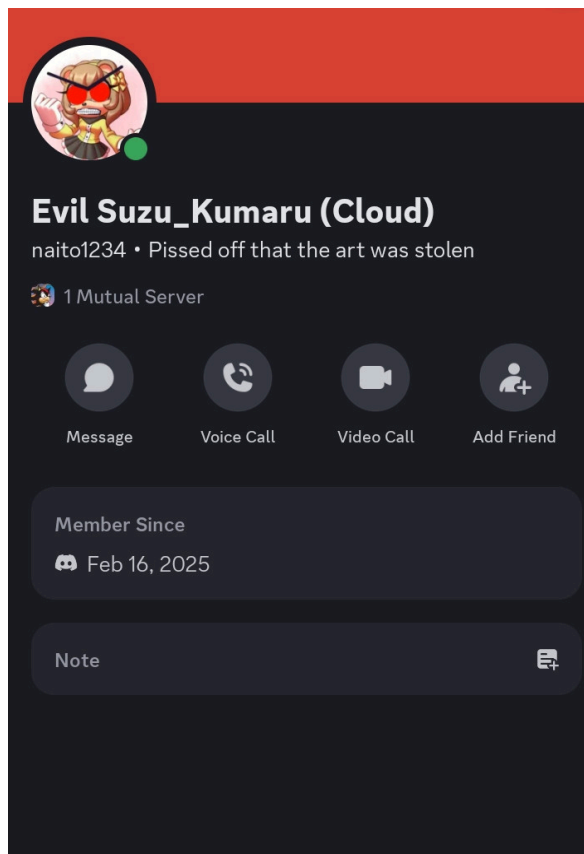 Evil Suzu_Kumaru (Cloud)
naito1234 • Pissed off that the art was stolen
1 Mutual Server
Message Voice Call Video Call Add Friend
Member Since
Feb 16, 2025
Note